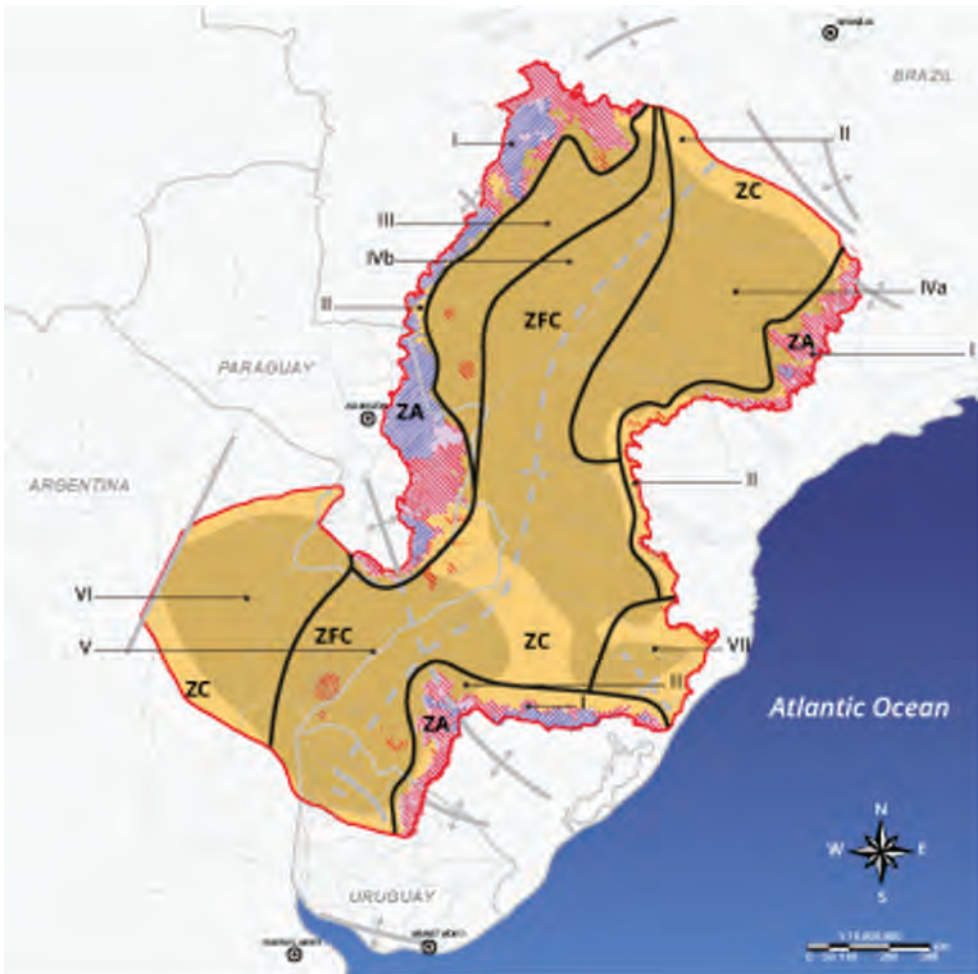 BRAZIL
I
II
ZC
III
IVb
IVa
II
ZFC
ZA
I
PARAGUAY
ZA
ARGENTINA
II
VI
ZFC
V
ZC
VII
ZC
III
I
ZA
Atlantic Ocean
N
W
E
S
URUGUAY